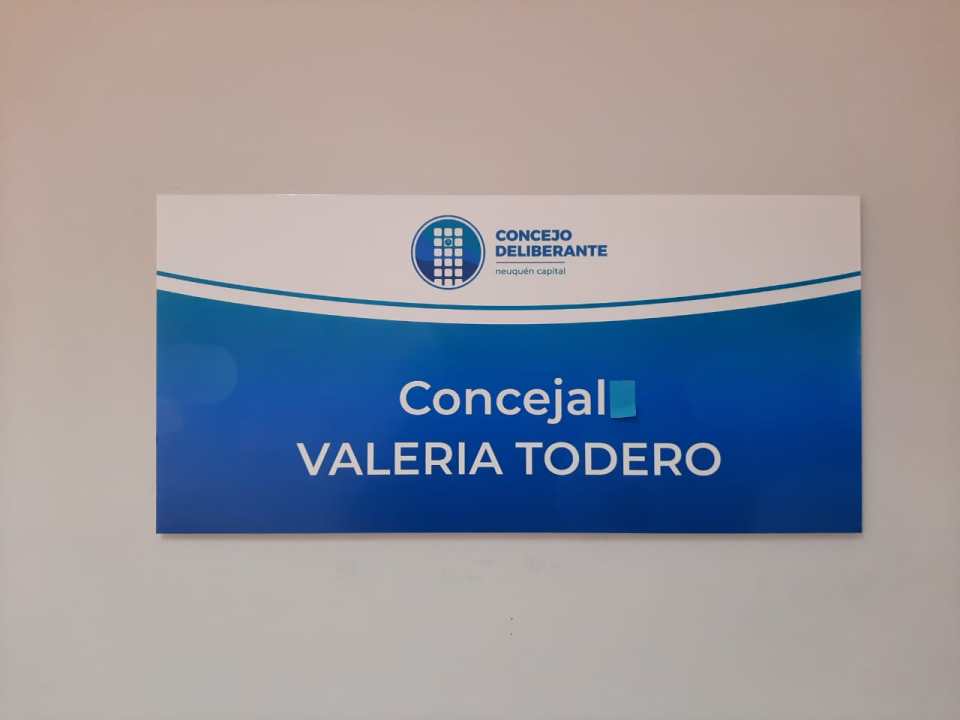 CONCEJO
DELIBERANTE
neuquén capital
Concejal
VALERIA TODERO